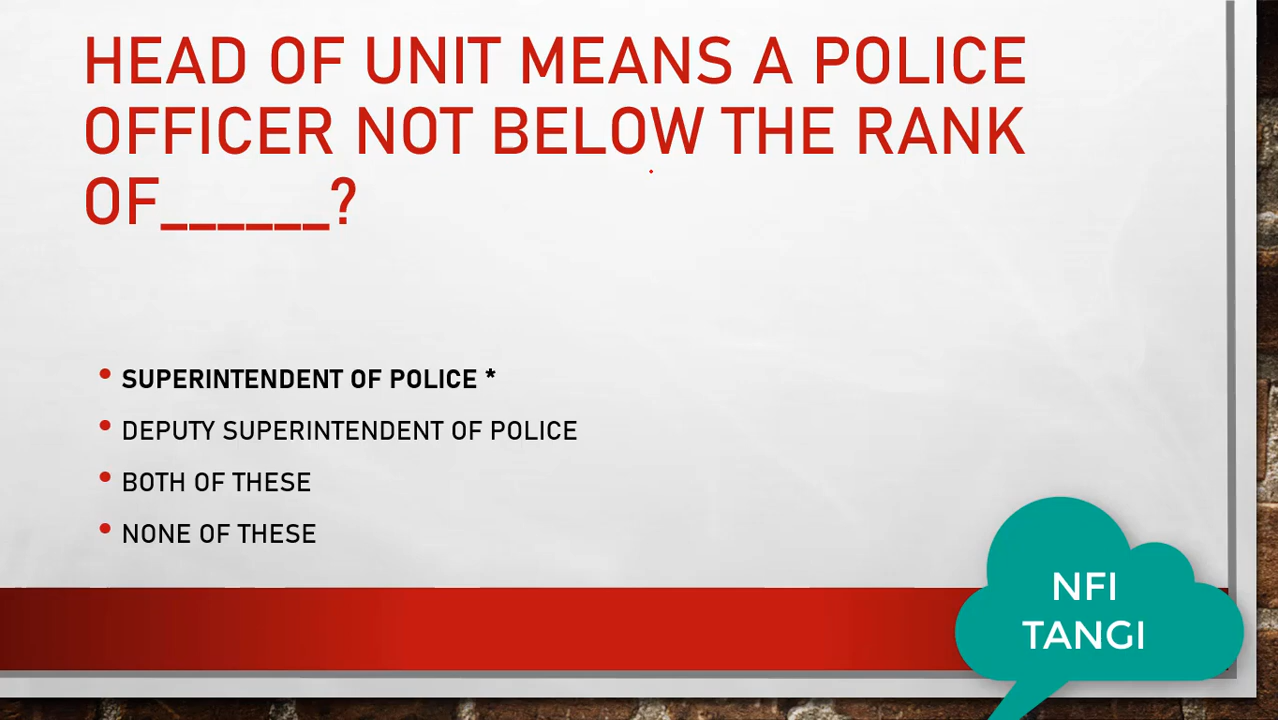 HEAD OF UNIT MEANS A POLICE
OFFICER NOT BELOW THE RANK
OF______?
• SUPERINTENDENT OF POLICE *
• DEPUTY SUPERINTENDENT OF POLICE
• BOTH OF THESE
• NONE OF THESE
NFI
TANGI